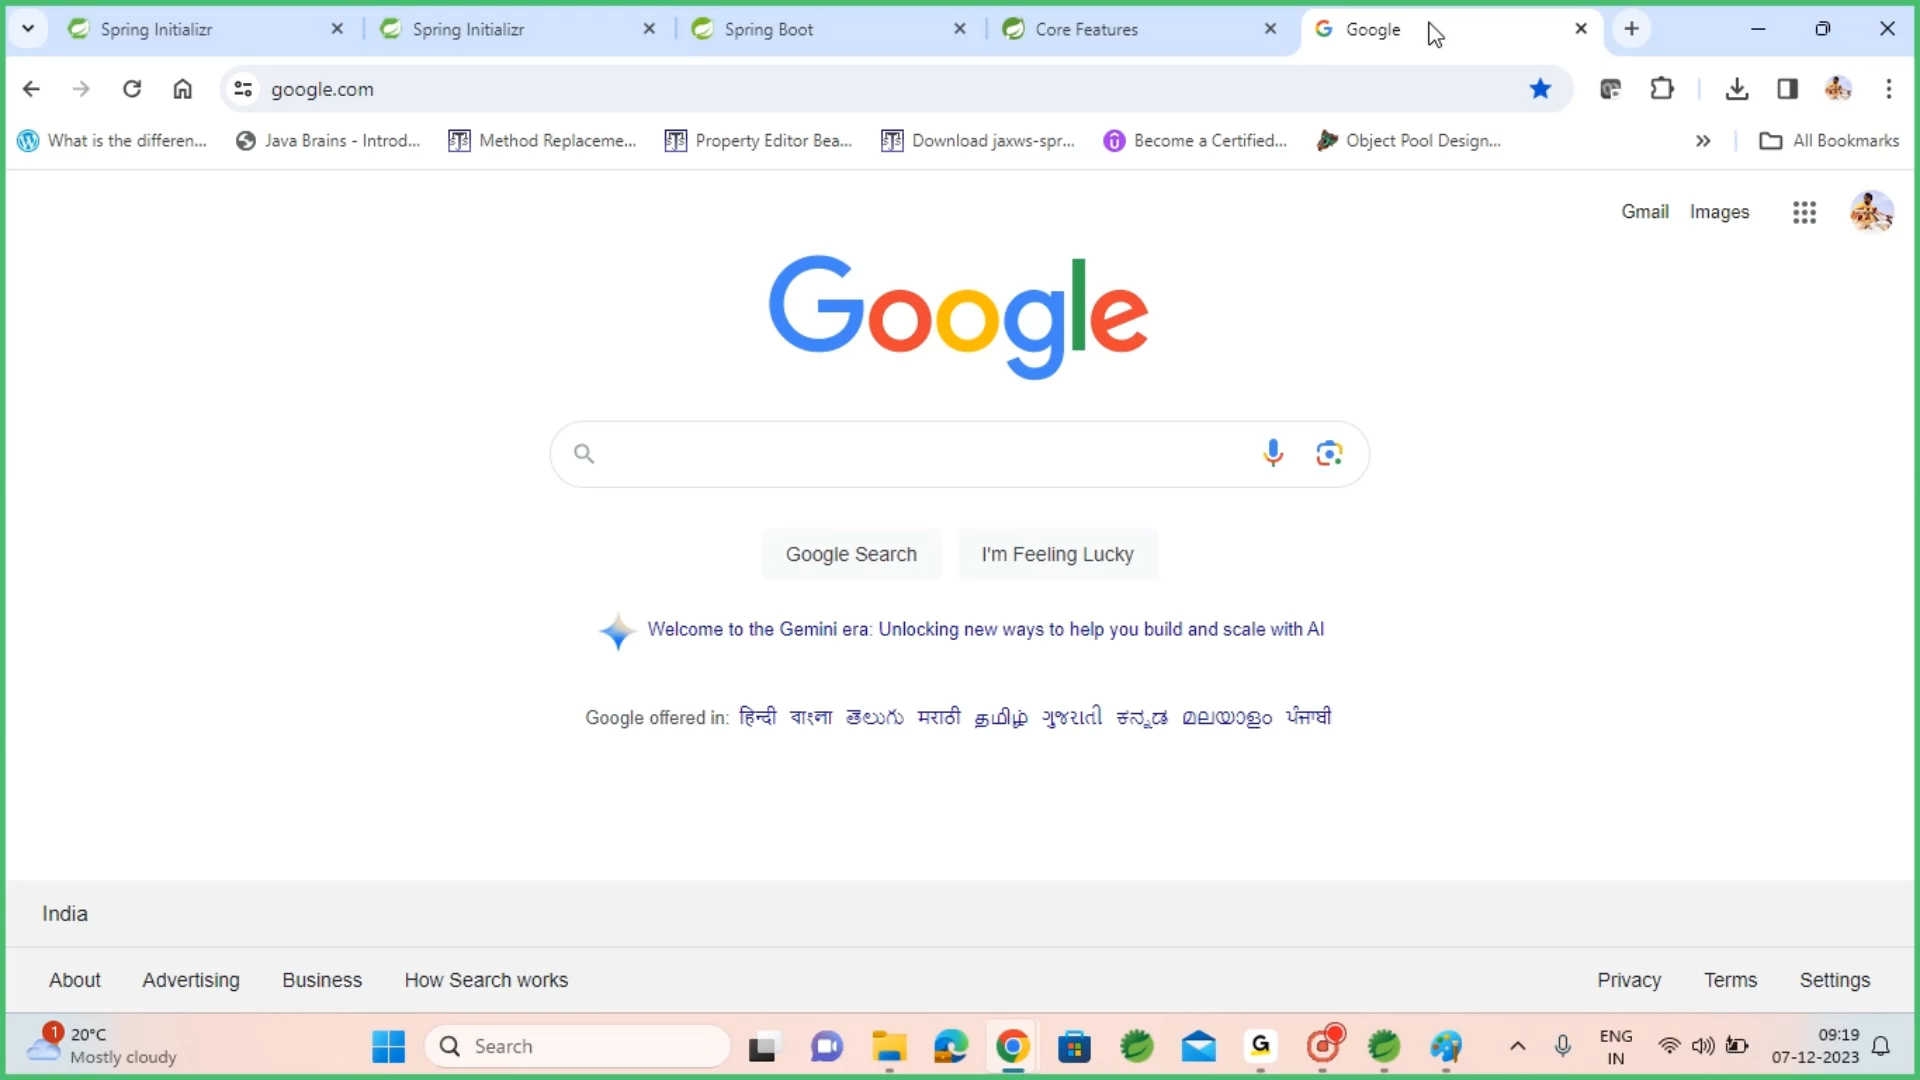 Spring Initializr
Spring Initializr
Spring Boot
Core Features
Google
google.com
What is the differen...
Java Brains - Introd...
Method Replaceme...
Property Editor Bea...
Download jaxws-spr...
Become a Certified...
Object Pool Design...
All Bookmarks
Gmail Images
Google
Google Search
I'm Feeling Lucky
Welcome to the Gemini era: Unlocking new ways to help you build and scale with AI
Google offered in: हिन्दी বাংলা తెలుగు मराठी தமிழ் ગુજરાતી ಕನ್ನಡ മലയാളം ਪੰਜਾਬੀ
India
About Advertising Business How Search works
Privacy Terms Settings
1
20°C
Mostly cloudy
Search
G
ENG
IN
09:19
07-12-2023